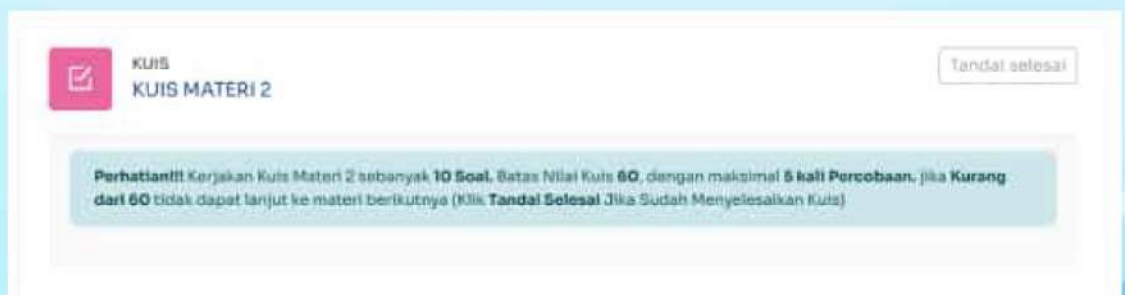 KUIS
KUIS MATERI 2
Tandai selesai
Perhatian!!! Kerjakan Kuis Materi 2 sebanyak 10 Soal. Batas Nilai Kuis 60, dengan maksimal 5 kali Percobaan. Jika Kurang
dari 60 tidak dapat lanjut ke materi berikutnya (Klik Tandai Selesai Jika Sudah Menyelesaikan Kuis)